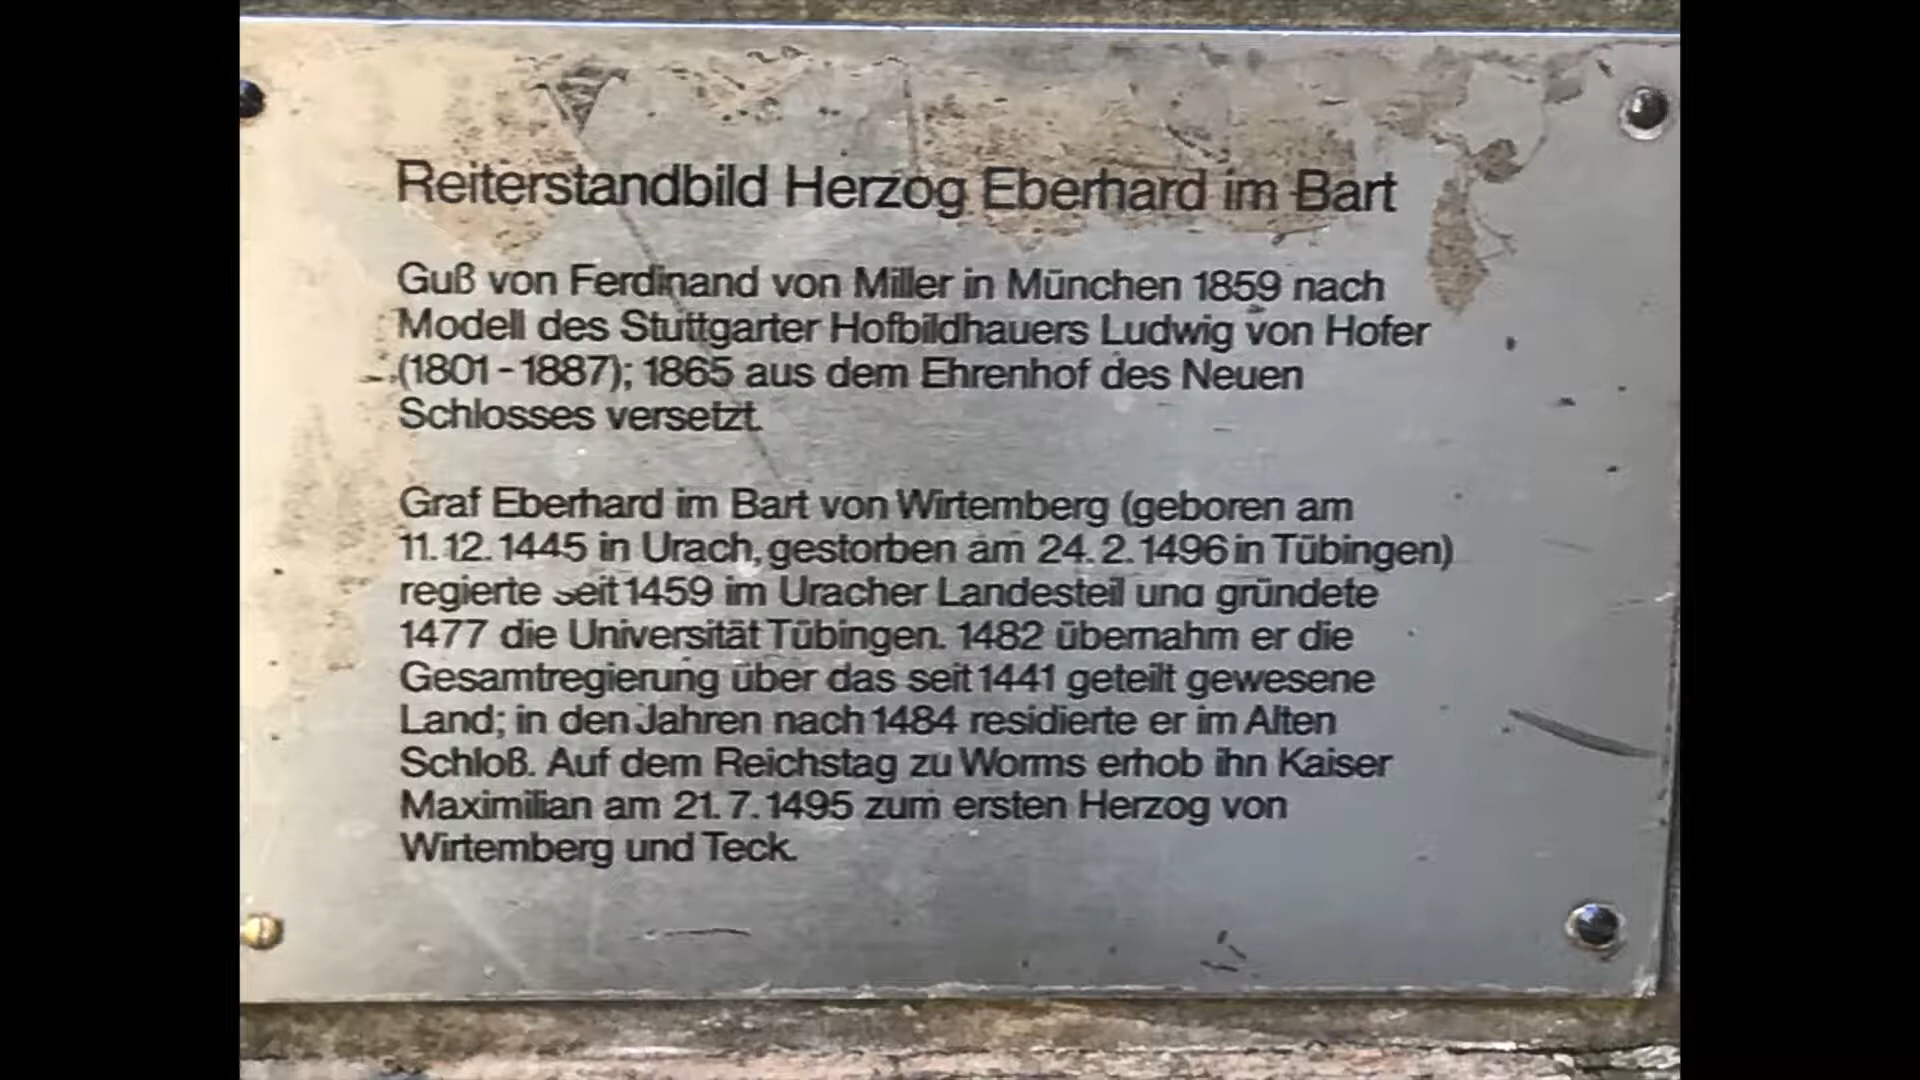 Reiterstandbild Herzog Eberhard im Bart
Guß von Ferdinand von Miller in München 1859 nach
Modell des Stuttgarter Hofbildhauers Ludwig von Hofer
(1801-1887); 1865 aus dem Ehrenhof des Neuen
Schlosses versetzt.
Graf Eberhard im Bart von Wirtemberg (geboren am
11.12.1445 in Urach, gestorben am 24.2.1496 in Tübingen)
regierte seit 1459 im Uracher Landesteil und gründete
1477 die Universität Tübingen. 1482 übernahm er die
Gesamtregierung über das seit 1441 geteilt gewesene
Land; in den Jahren nach 1484 residierte er im Alten
Schloß. Auf dem Reichstag zu Worms erhob ihn Kaiser
Maximilian am 21.7.1495 zum ersten Herzog von
Wirtemberg und Teck.